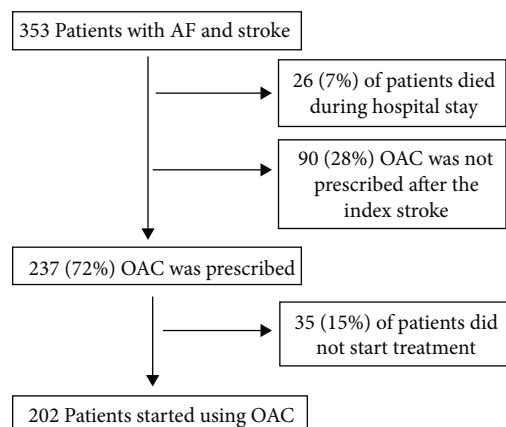 353 Patients with AF and stroke
26 (7%) of patients died
during hospital stay
90 (28%) OAC was not
prescribed after the
index stroke
237 (72%) OAC was prescribed
35 (15%) of patients did
not start treatment
202 Patients started using OAC